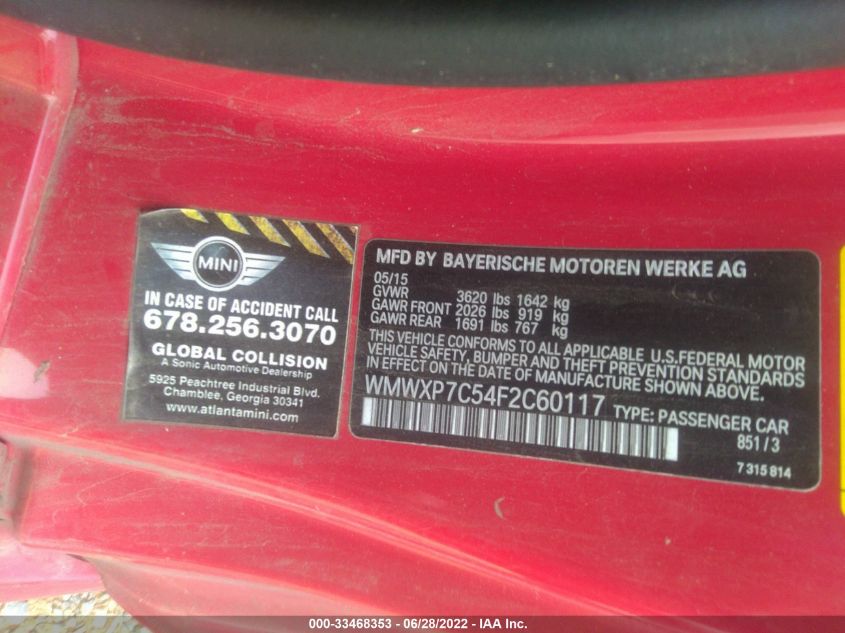 MINI
IN CASE OF ACCIDENT CALL
678.256.3070
GLOBAL COLLISION
A Sonic Automotive Dealership
5925 Peachtree Industrial Blvd.
Chamblee, Georgia 30341
www.atlantamini.com
MFD BY BAYERISCHE MOTOREN WERKE AG
05/15
GVWR 3620 lbs 1642 kg
GAWR FRONT 2026 lbs 919 kg
GAWR REAR 1691 lbs 767 kg
THIS VEHICLE CONFORMS TO ALL APPLICABLE U.S.FEDERAL MOTOR
VEHICLE SAFETY, BUMPER AND THEFT PREVENTION STANDARDS
IN EFFECT ON THE DATE OF MANUFACTURE SHOWN ABOVE.
WMWXP7C54F2C60117 TYPE: PASSENGER CAR
851/3
7 315 814
000-33468353 - 06/28/2022 - IAA Inc.